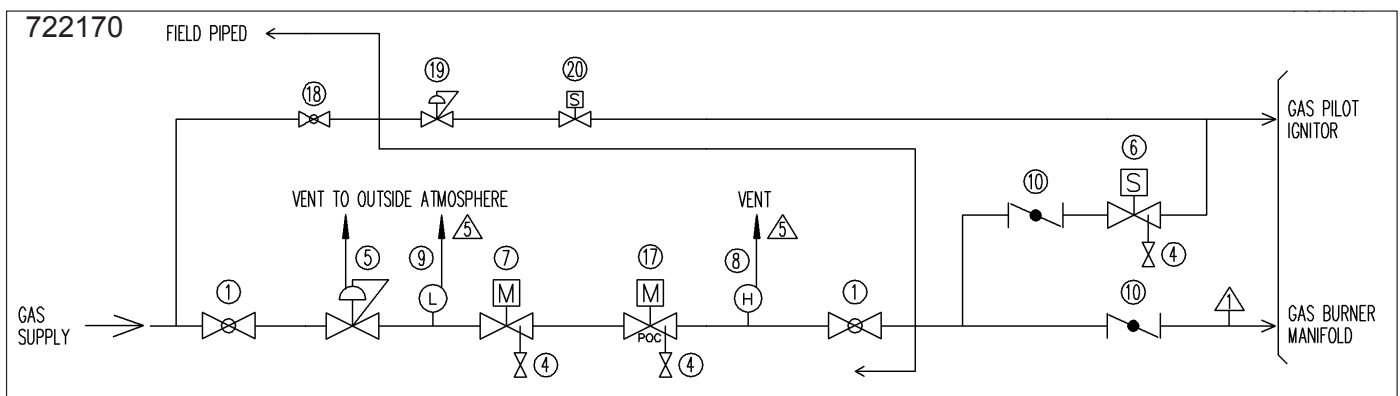 722170
FIELD PIPED
19
20
18
GAS PILOT
IGNITOR
6
10
S
S
VENT TO OUTSIDE ATMOSPHERE
VENT
5
5
5
9
7
17
8
4
1
1
10
1
L
M
M
H
GAS
SUPPLY
POC
GAS BURNER
MANIFOLD
4
4